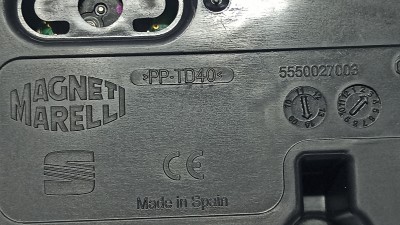 MAGNETI
MARELLI
>PP-TD40<
5550027003
CE
Made in Spain